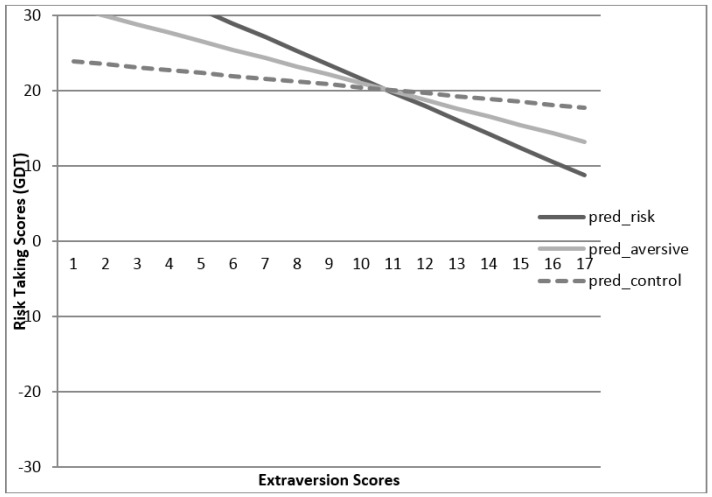 30
20
10
0
-10
-20
-30
Risk Taking Scores (GDT)
1 2 3 4 5 6 7 8 9 10 11 12 13 14 15 16 17
Extraversion Scores
pred_risk
pred_aversive
pred_control